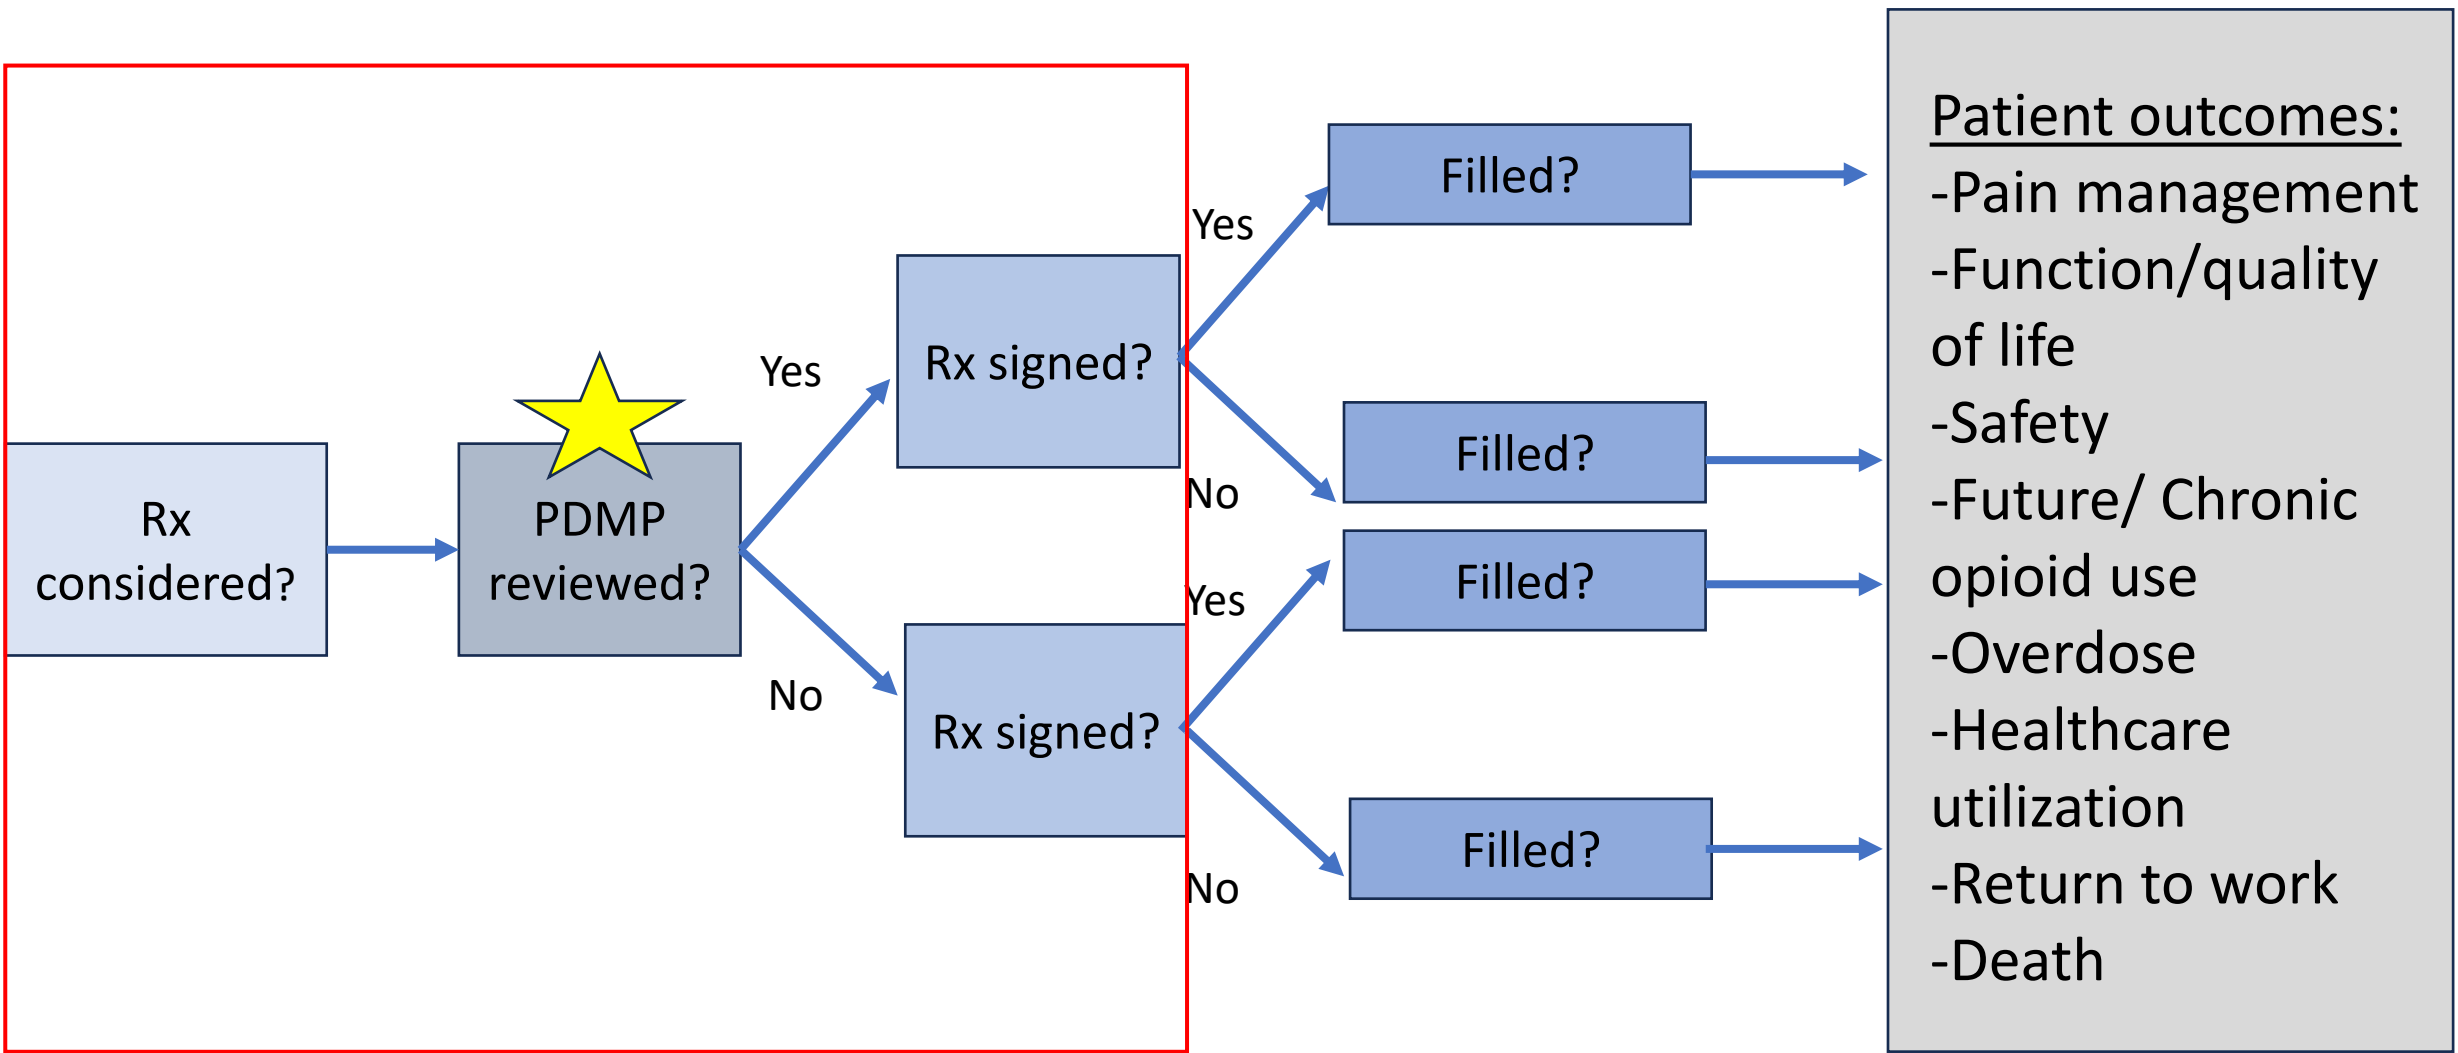 Rx
considered?
PDMP
reviewed?
Yes
No
Rx signed?
Rx signed?
Yes
No
Yes
No
Filled?
Filled?
Filled?
Filled?
Patient outcomes:
-Pain management
-Function/quality
of life
-Safety
-Future/ Chronic
opioid use
-Overdose
-Healthcare
utilization
-Return to work
-Death